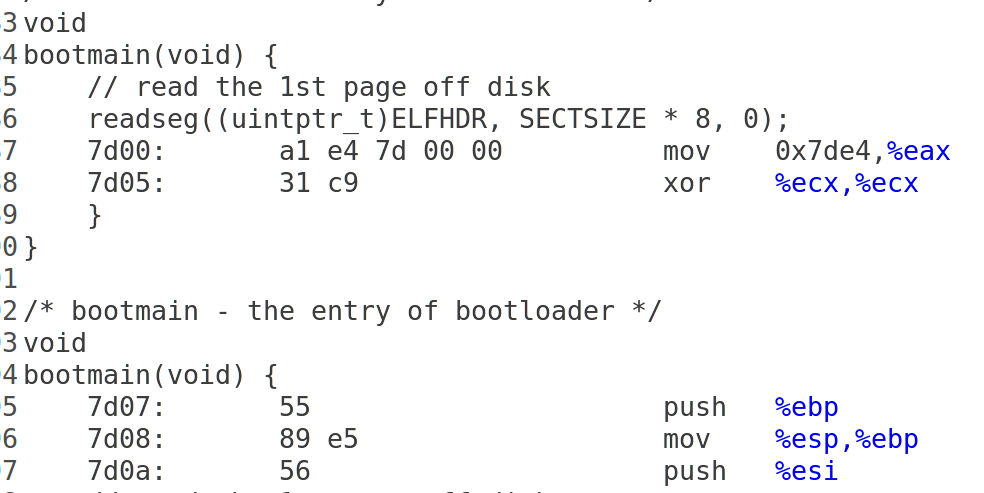 3 void
4 bootmain(void) {
5     // read the 1st page off disk
6     readseg((uintptr_t)ELFHDR, SECTSIZE * 8, 0);
7     7d00:       a1 e4 7d 00 00          mov    0x7de4,%eax
8     7d05:       31 c9                   xor    %ecx,%ecx
9     }
0 }
1
2 /* bootmain - the entry of bootloader */
3 void
4 bootmain(void) {
5     7d07:       55                      push   %ebp
6     7d08:       89 e5                   mov    %esp,%ebp
7     7d0a:       56                      push   %esi